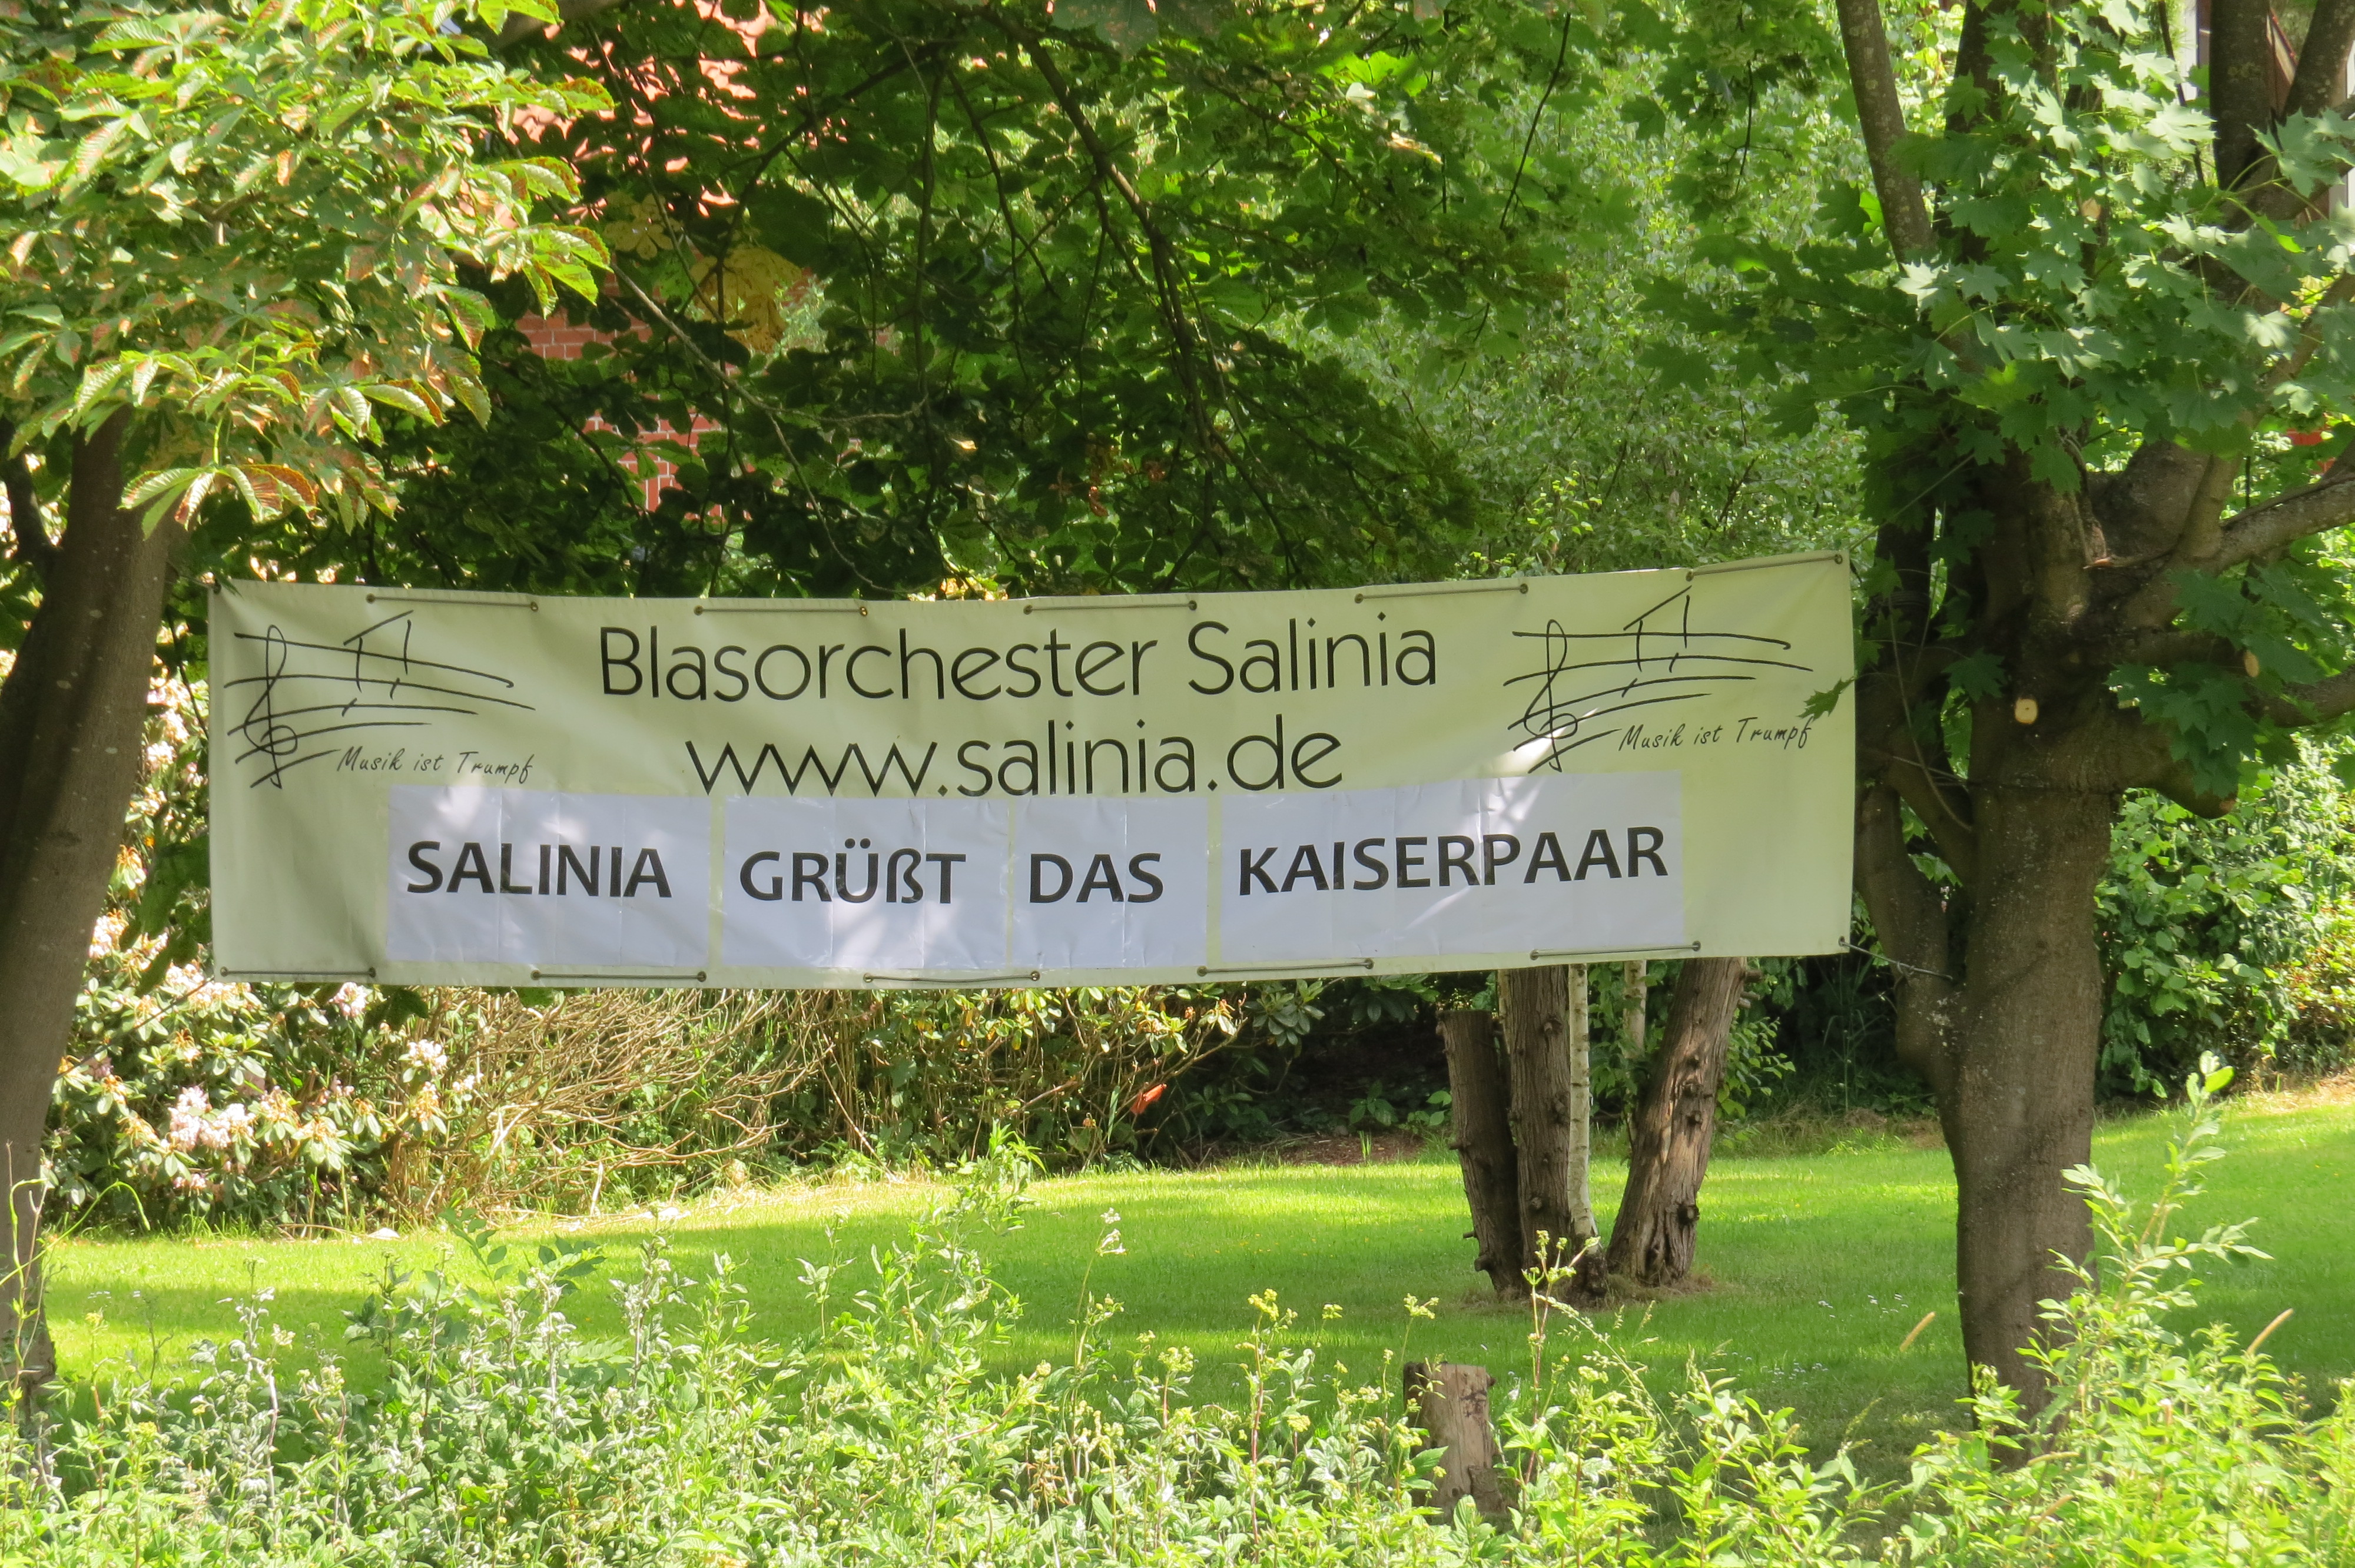 Blasorchester Salinia
www.salinia.de
Musik ist Trumpf
Musik ist Trumpf
SALINIA GRÜßT DAS KAISERPAAR